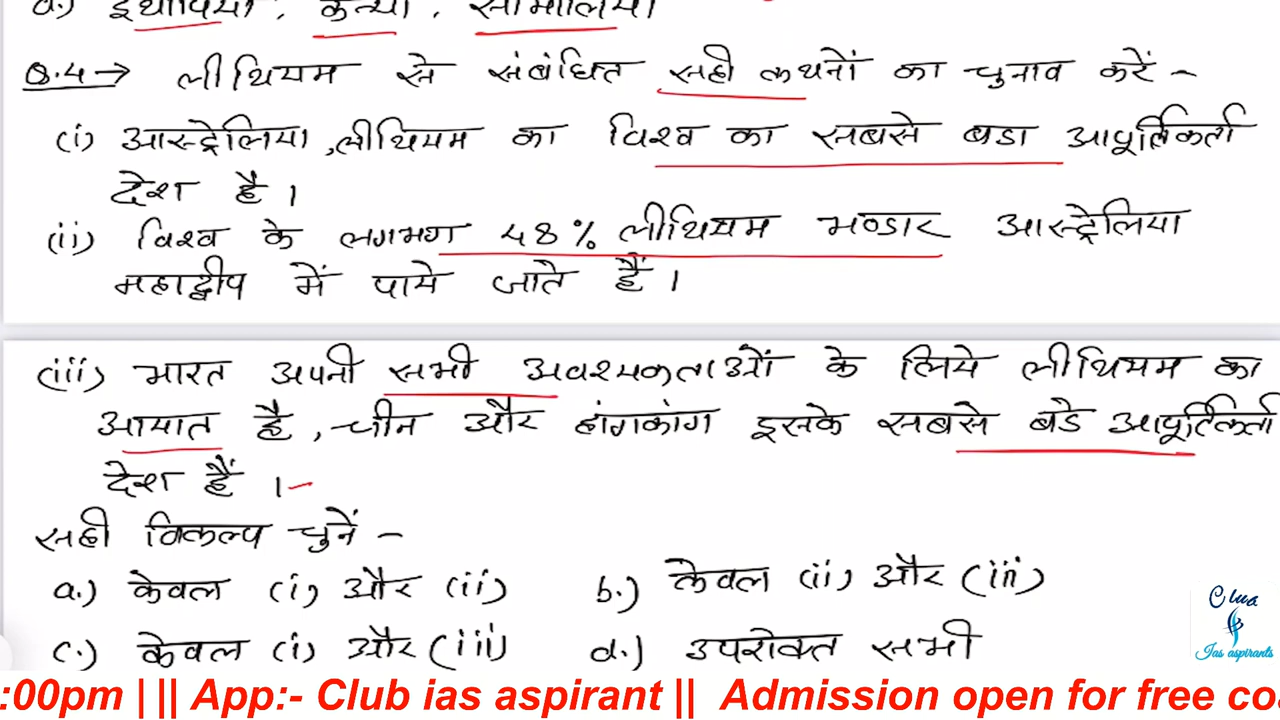 d.) इथोपिया, केन्या, सोमालिया
Q.4→ लीथियम से संबंधित सही कथनों का चुनाव करें -
(i) आस्ट्रेलिया, लीथियम का विश्व का सबसे बडा आपूर्तिकर्ता
देश है।
(ii) विश्व के लगभग 48% लीथियम भण्डार आस्ट्रेलिया
महाद्वीप में पाये जाते हैं।
(iii) भारत अपनी सभी अवश्यकताओं के लिये लीथियम का
आयात है, चीन और हांगकांग इसके सबसे बडे आपूर्तिकर्ता
देश हैं।-
सही विकल्प चुनें -
a.) केवल (i) और (ii) b.) केवल (ii) और (iii)
c.) केवल (i) और (iii) d.) उपरोक्त सभी
Club
Ias aspirants
:00pm | || App:- Club ias aspirant || Admission open for free co